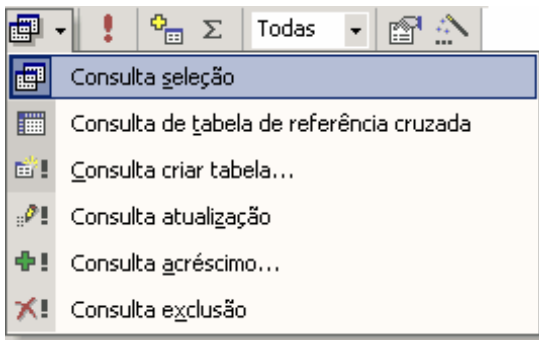 Todas
Consulta seleção
Consulta de tabela de referência cruzada
Consulta criar tabela...
Consulta atualização
Consulta acréscimo...
Consulta exclusão